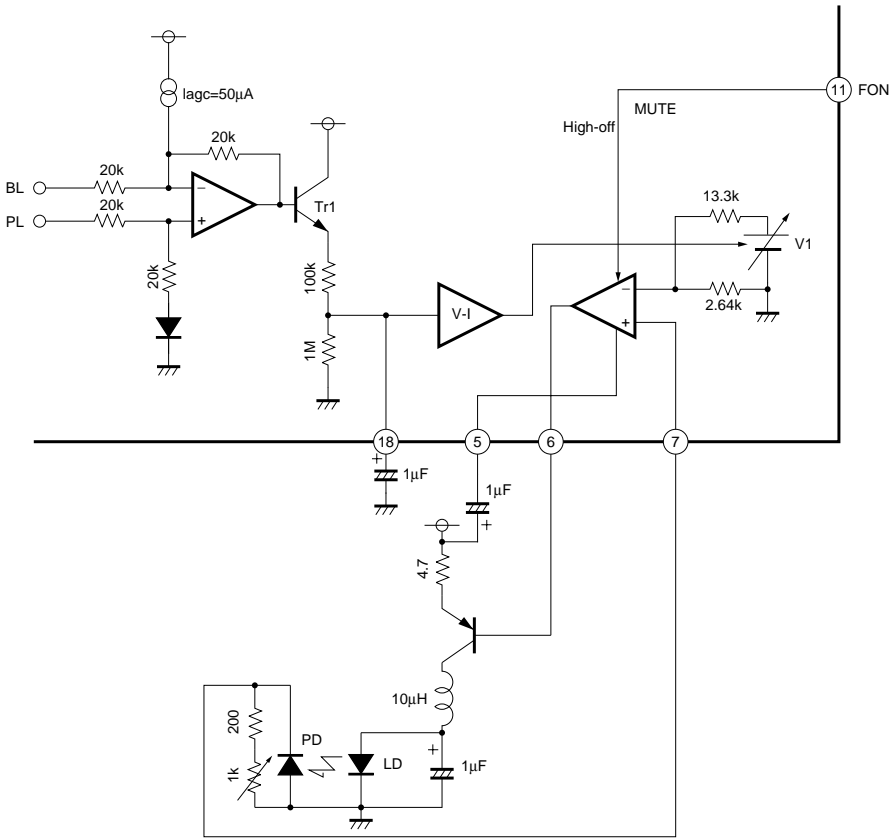 Iagc=50μA
11
FON
MUTE
High-off
20k
20k
BL
−
13.3k
20k
PL
+
Tr1
V1
20k
100k
−
2.64k
V-I
+
1M
18
5
6
7
+
1μF
1μF
+
4.7
10μH
200
PD
+
LD
1μF
1k